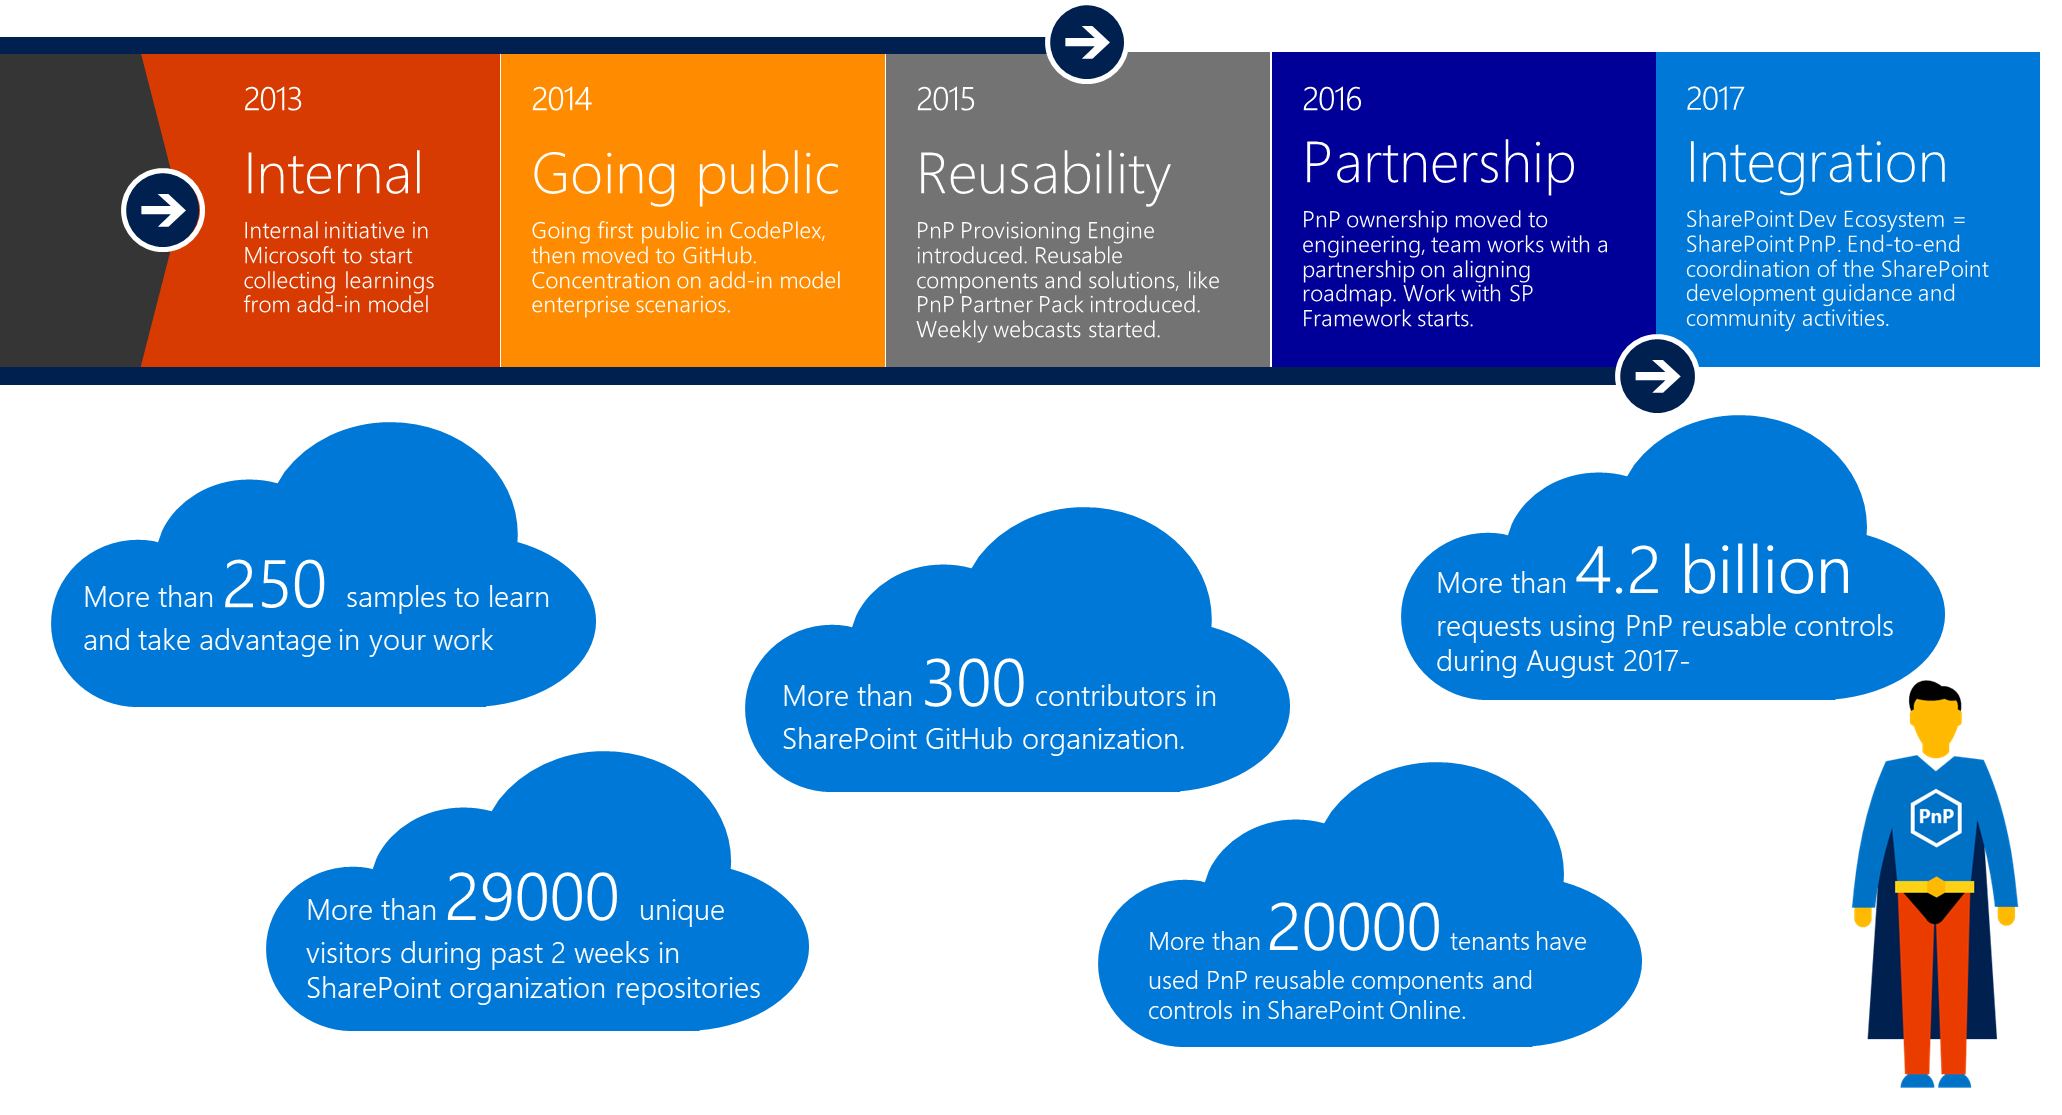 2013
Internal
Internal initiative in
Microsoft to start
collecting learnings
from add-in model
2014
Going public
Going first public in CodePlex,
then moved to GitHub.
Concentration on add-in model
enterprise scenarios.
2015
Reusability
PnP Provisioning Engine
introduced. Reusable
components and solutions, like
PnP Partner Pack introduced.
Weekly webcasts started.
2016
Partnership
PnP ownership moved to
engineering, team works with a
partnership on aligning
roadmap. Work with SP
Framework starts.
2017
Integration
SharePoint Dev Ecosystem =
SharePoint PnP. End-to-end
coordination of the SharePoint
development guidance and
community activities.
More than 250 samples to learn
and take advantage in your work
More than 300 contributors in
SharePoint GitHub organization.
More than 4.2 billion
requests using PnP reusable controls
during August 2017-
More than 29000 unique
visitors during past 2 weeks in
SharePoint organization repositories
More than 20000 tenants have
used PnP reusable components and
controls in SharePoint Online.
PnP